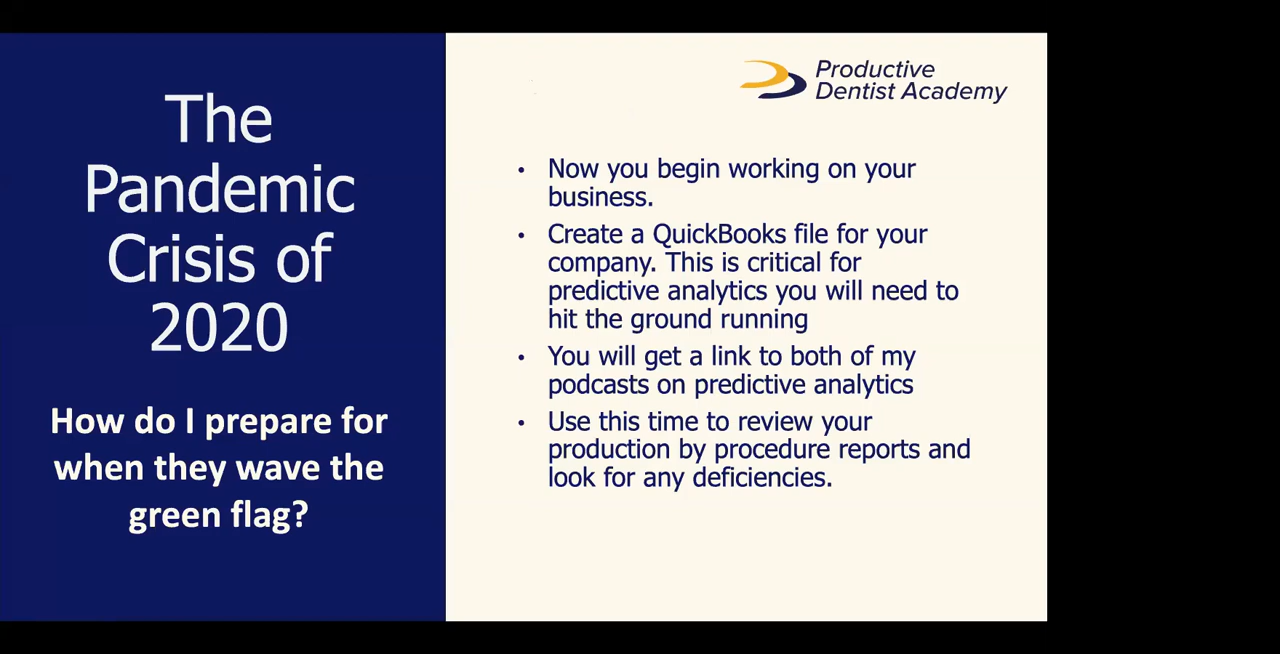 The
Pandemic
Crisis of
2020
How do I prepare for
when they wave the
green flag?
Productive
Dentist Academy
• Now you begin working on your
business.
• Create a QuickBooks file for your
company. This is critical for
predictive analytics you will need to
hit the ground running
• You will get a link to both of my
podcasts on predictive analytics
• Use this time to review your
production by procedure reports and
look for any deficiencies.